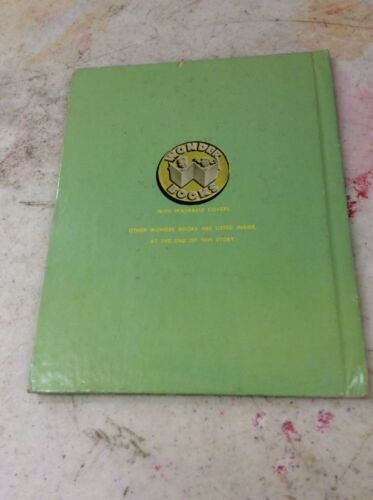 WONDER
BOOKS
WITH WASHABLE COVERS
OTHER WONDER BOOKS ARE LISTED INSIDE,
AT THE END OF THIS STORY.